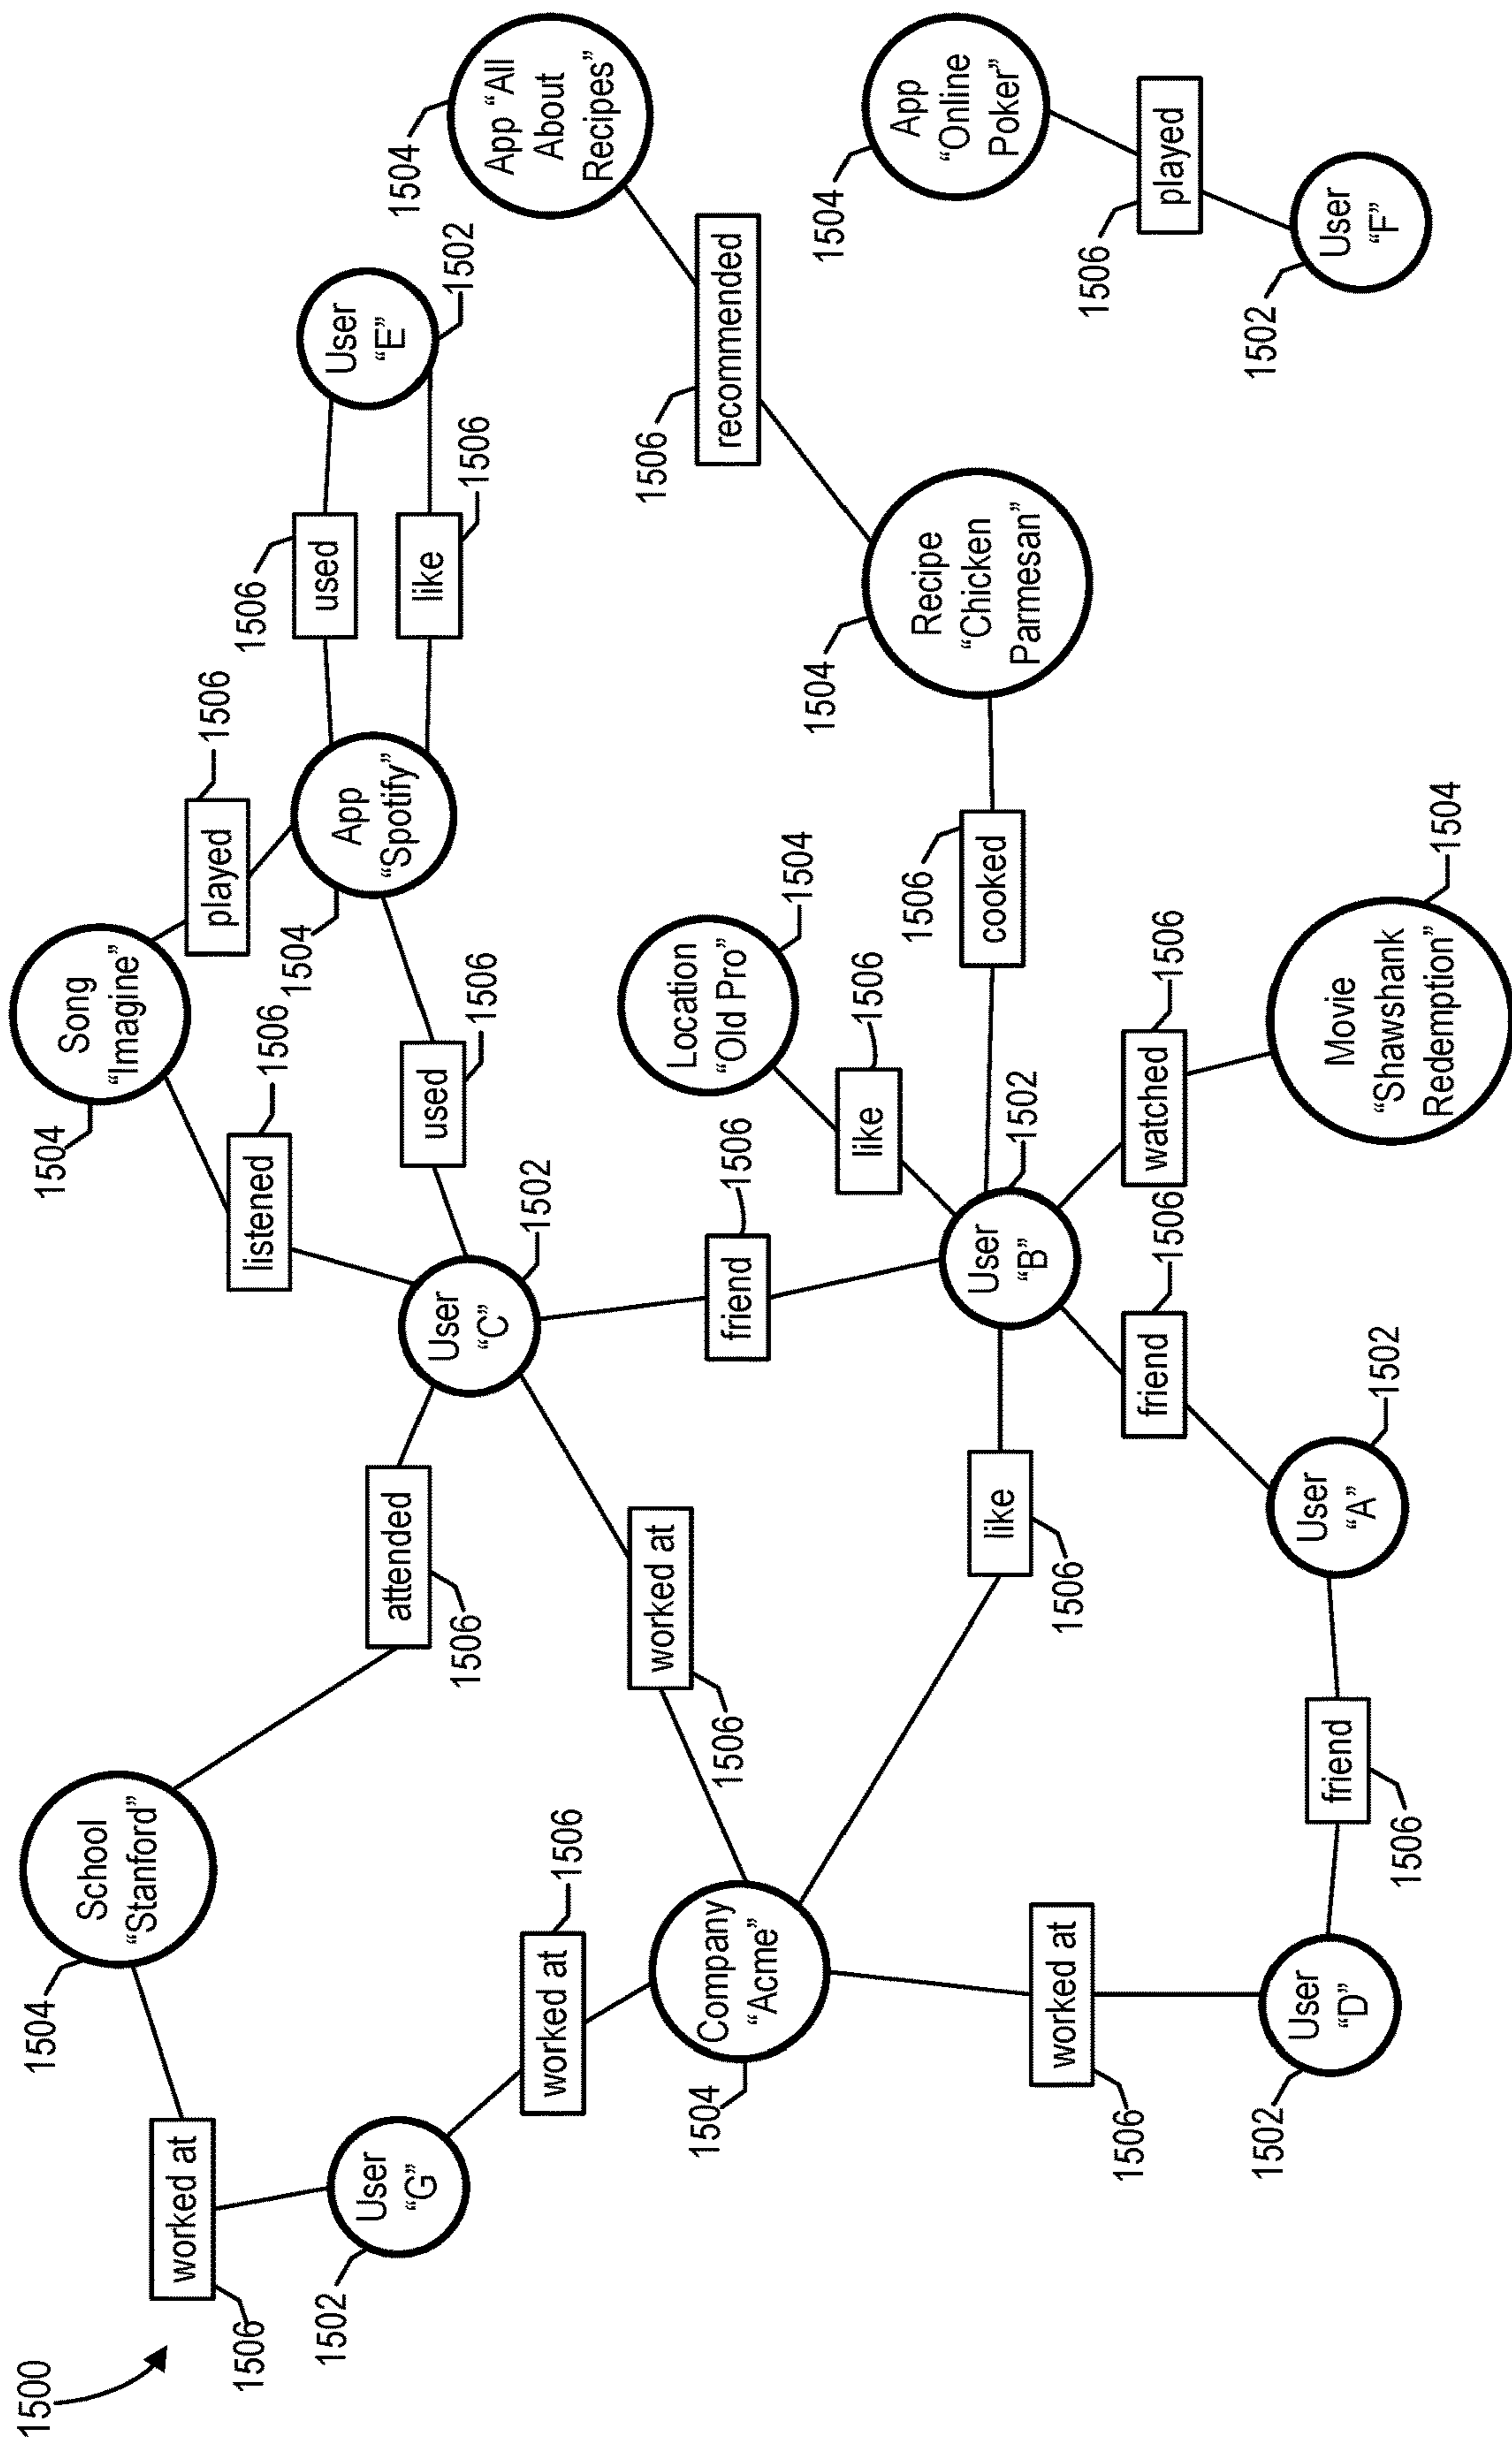 1500
1506
worked at
1504
School
“Stanford”
1504
Song
“Imagine”
1506
played
1506
used
User
“E”
1502
1502
User
“G”
attended
1506
listened
1506
1504
App
“Spotify”
like
1506
1504
App “All
About
Recipes”
worked at
1506
User
“C”
1502
used
1506
1504
Company
“Acme”
worked at
1506
friend
1506
Location
“Old Pro”
1504
1506
recommended
like
1506
like
1506
User
“B”
1502
1506
cooked
1504
Recipe
“Chicken
Parmesan”
1504
App
“Online
Poker”
worked at
1506
friend
1506
watched
1506
1506
played
1502
User
“D”
friend
1506
User
“A”
1502
Movie
“Shawshank
Redemption”
1504
1502
User
“F”